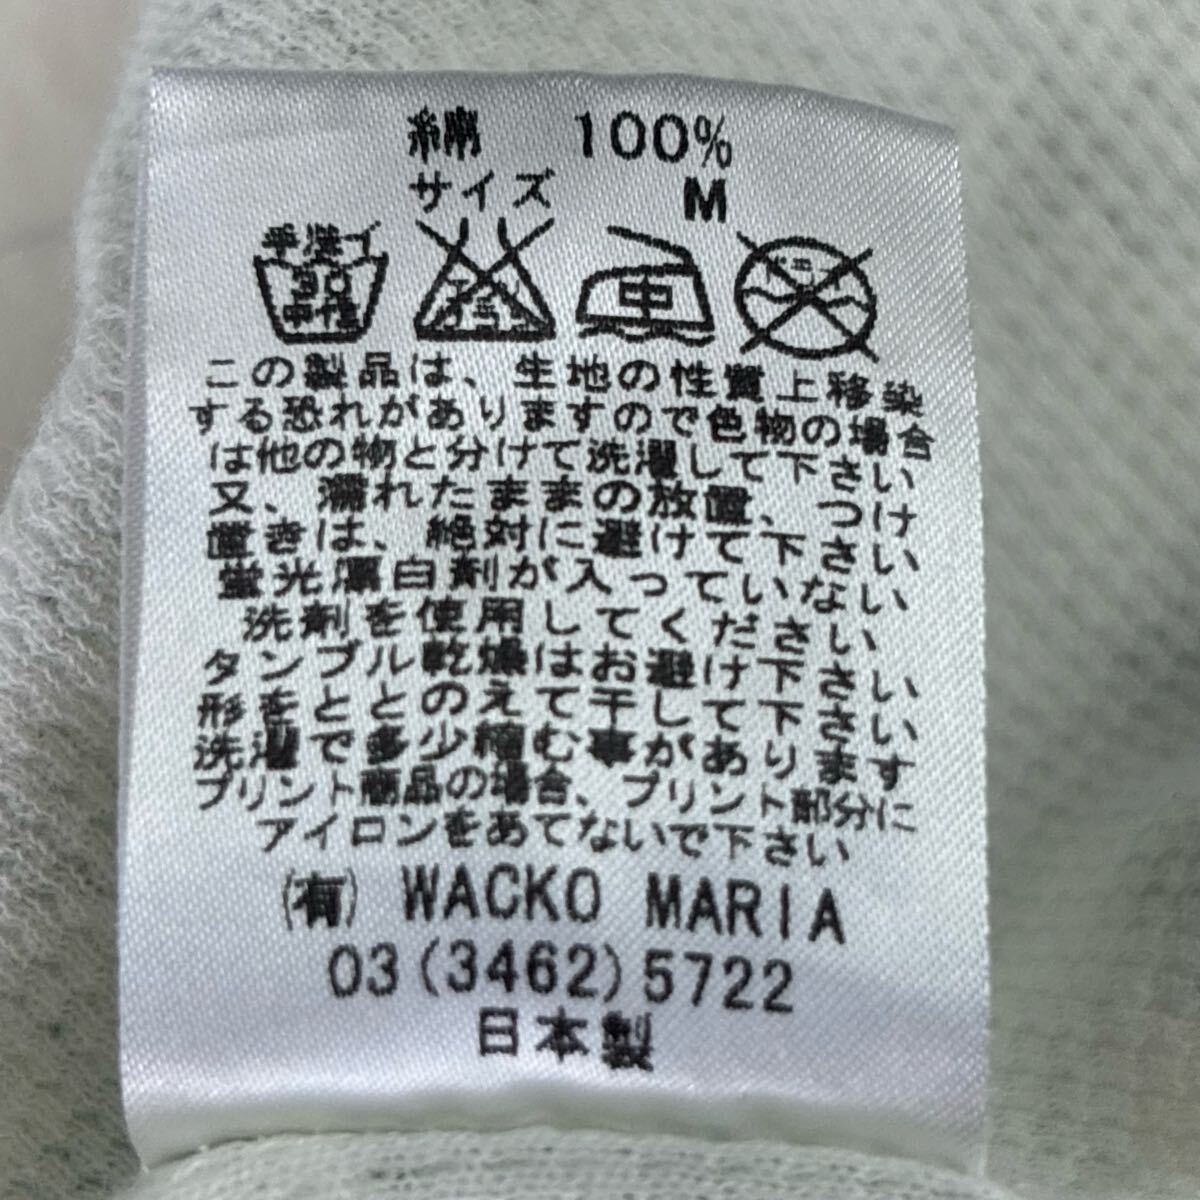 綿 100%
サイズ M
手洗イ
30
中性
中
この製品は、生地の性質上移染
する恐れがありますので色物の場合
は他の物と分けて洗濯して下さい
又、濡れたままの放置、つけ
置きは、絶対に避けて下さい
蛍光漂白剤が入っていない
洗剤を使用してください
タンブル乾燥はお避け下さい
形をととのえて干して下さい
洗濯で多少縮む事があります
プリント商品の場合、プリント部分に
アイロンをあてないで下さい
(有) WACKO MARIA
03(3462)5722
日本製